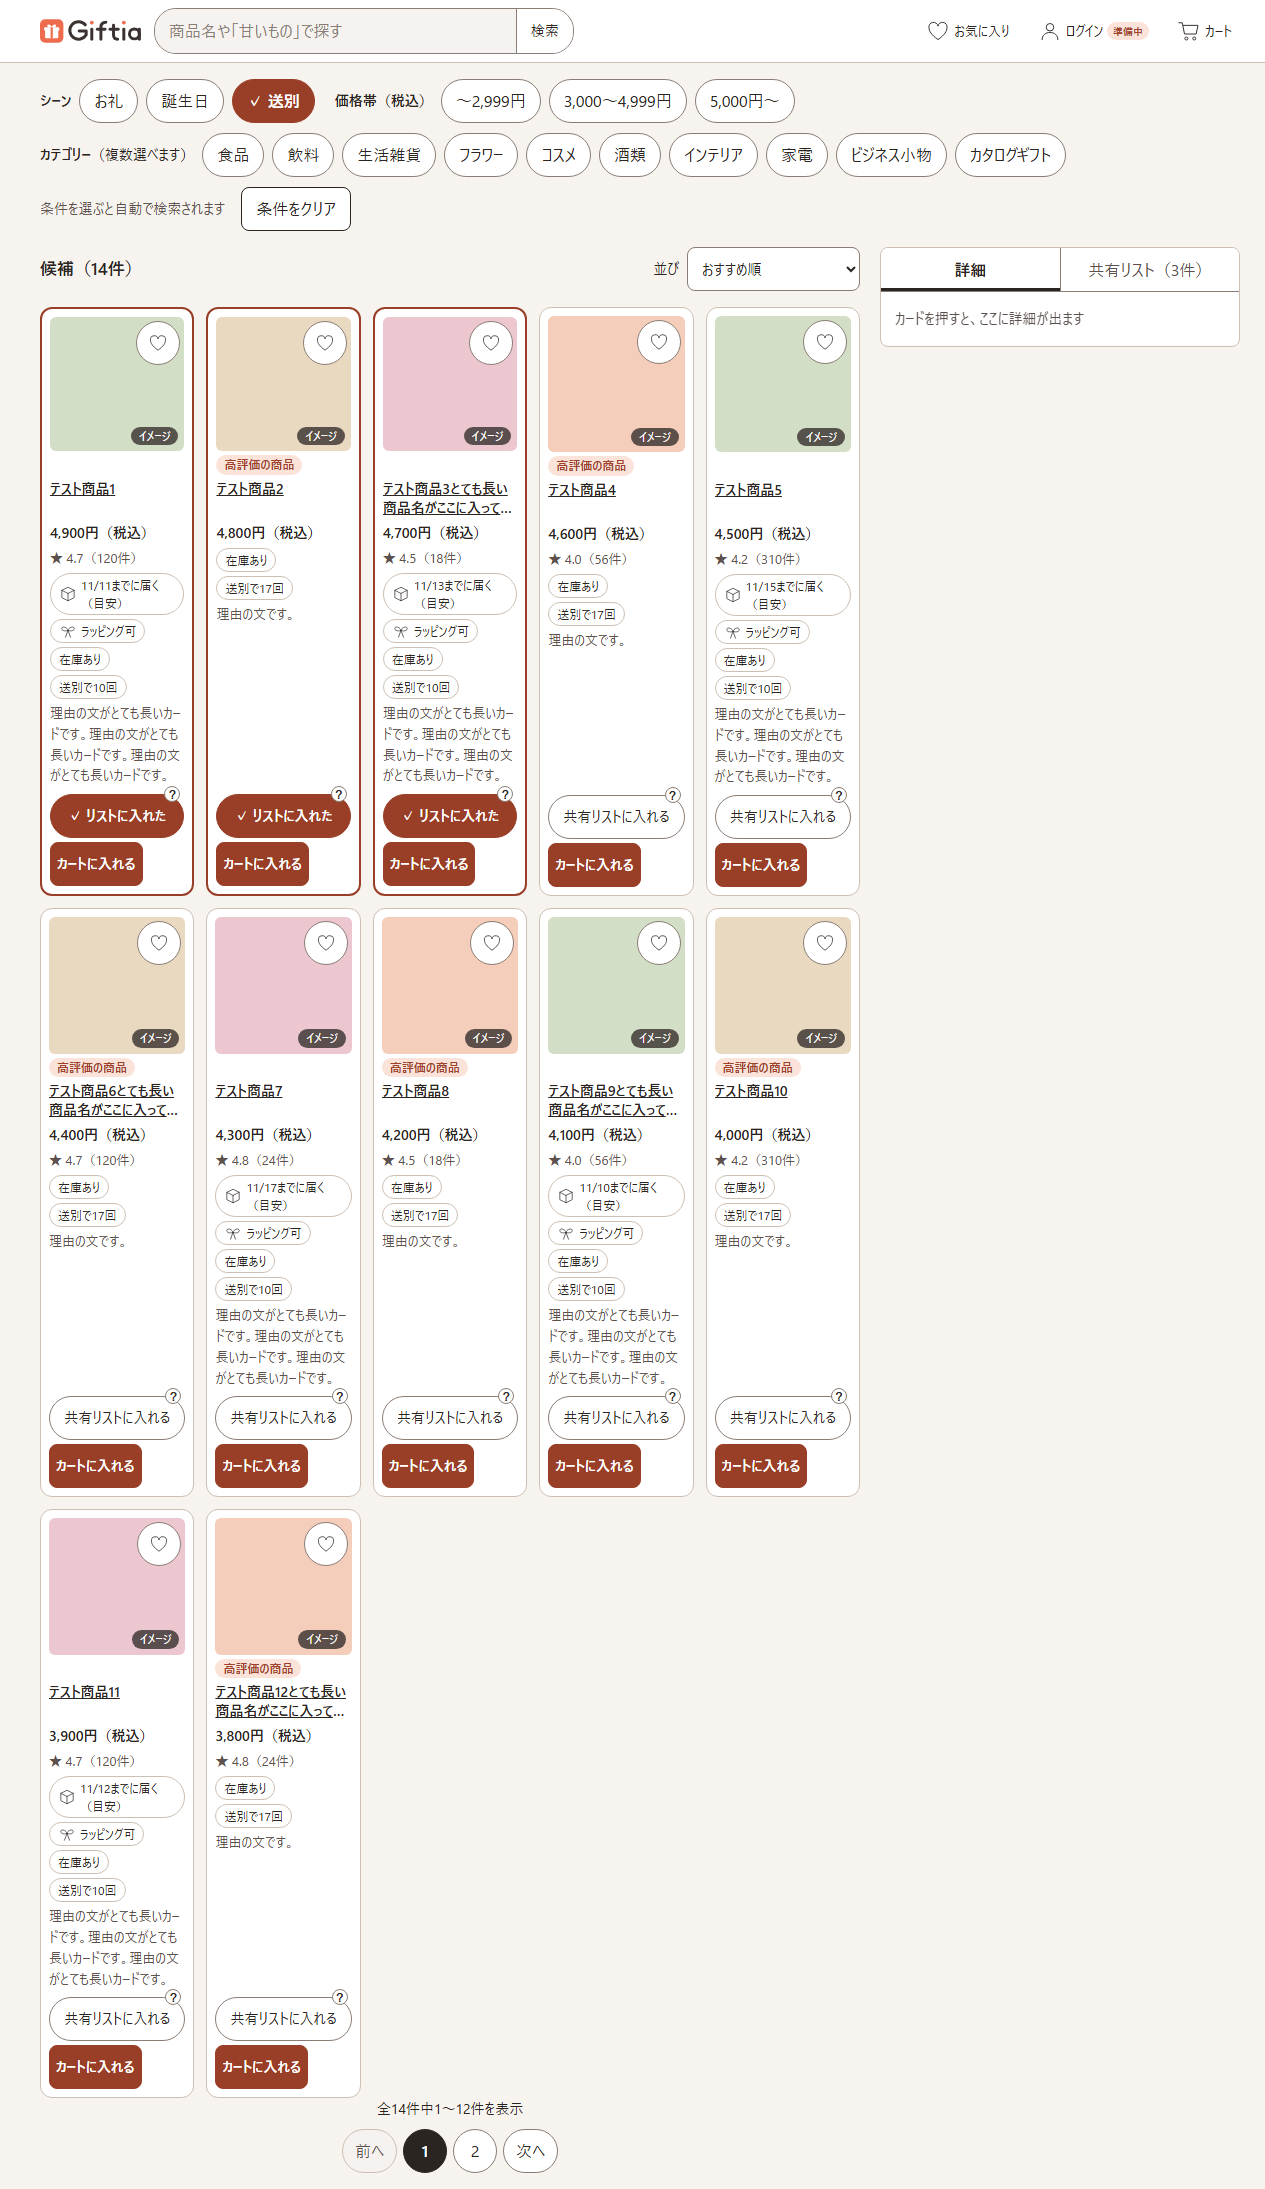 Giftia
商品名や「甘いもの」で探す
検索
お気に入り
ログイン 準備中
カート
シーン お礼 誕生日 ✓ 送別 価格帯（税込） 〜2,999円 3,000〜4,999円 5,000円〜
カテゴリー（複数選べます） 食品 飲料 生活雑貨 フラワー コスメ 酒類 インテリア 家電 ビジネス小物 カタログギフト
条件を選ぶと自動で検索されます 条件をクリア
候補（14件）
並び おすすめ順
詳細 共有リスト（3件）
カードを押すと、ここに詳細が出ます
イメージ
テスト商品1
4,900円（税込）
★ 4.7（120件）
11/11までに届く
（目安）
ラッピング可
在庫あり
送別で10回
理由の文がとても長いカー
ドです。理由の文がとても
長いカードです。理由の文
がとても長いカードです。
?
✓ リストに入れた
カートに入れる
イメージ
高評価の商品
テスト商品2
4,800円（税込）
在庫あり
送別で17回
理由の文です。
?
✓ リストに入れた
カートに入れる
イメージ
テスト商品3とても長い
商品名がここに入って…
4,700円（税込）
★ 4.5（18件）
11/13までに届く
（目安）
ラッピング可
在庫あり
送別で10回
理由の文がとても長いカー
ドです。理由の文がとても
長いカードです。理由の文
がとても長いカードです。
?
✓ リストに入れた
カートに入れる
イメージ
高評価の商品
テスト商品4
4,600円（税込）
★ 4.0（56件）
在庫あり
送別で17回
理由の文です。
?
共有リストに入れる
カートに入れる
イメージ
テスト商品5
4,500円（税込）
★ 4.2（310件）
11/15までに届く
（目安）
ラッピング可
在庫あり
送別で10回
理由の文がとても長いカー
ドです。理由の文がとても
長いカードです。理由の文
がとても長いカードです。
?
共有リストに入れる
カートに入れる
イメージ
高評価の商品
テスト商品6とても長い
商品名がここに入って…
4,400円（税込）
★ 4.7（120件）
在庫あり
送別で17回
理由の文です。
?
共有リストに入れる
カートに入れる
イメージ
テスト商品7
4,300円（税込）
★ 4.8（24件）
11/17までに届く
（目安）
ラッピング可
在庫あり
送別で10回
理由の文がとても長いカー
ドです。理由の文がとても
長いカードです。理由の文
がとても長いカードです。
?
共有リストに入れる
カートに入れる
イメージ
高評価の商品
テスト商品8
4,200円（税込）
★ 4.5（18件）
在庫あり
送別で17回
理由の文です。
?
共有リストに入れる
カートに入れる
イメージ
テスト商品9とても長い
商品名がここに入って…
4,100円（税込）
★ 4.0（56件）
11/10までに届く
（目安）
ラッピング可
在庫あり
送別で10回
理由の文がとても長いカー
ドです。理由の文がとても
長いカードです。理由の文
がとても長いカードです。
?
共有リストに入れる
カートに入れる
イメージ
高評価の商品
テスト商品10
4,000円（税込）
★ 4.2（310件）
在庫あり
送別で17回
理由の文です。
?
共有リストに入れる
カートに入れる
イメージ
テスト商品11
3,900円（税込）
★ 4.7（120件）
11/12までに届く
（目安）
ラッピング可
在庫あり
送別で10回
理由の文がとても長いカー
ドです。理由の文がとても
長いカードです。理由の文
がとても長いカードです。
?
共有リストに入れる
カートに入れる
イメージ
高評価の商品
テスト商品12とても長い
商品名がここに入って…
3,800円（税込）
★ 4.8（24件）
在庫あり
送別で17回
理由の文です。
?
共有リストに入れる
カートに入れる
全14件中1〜12件を表示
前へ 1 2 次へ